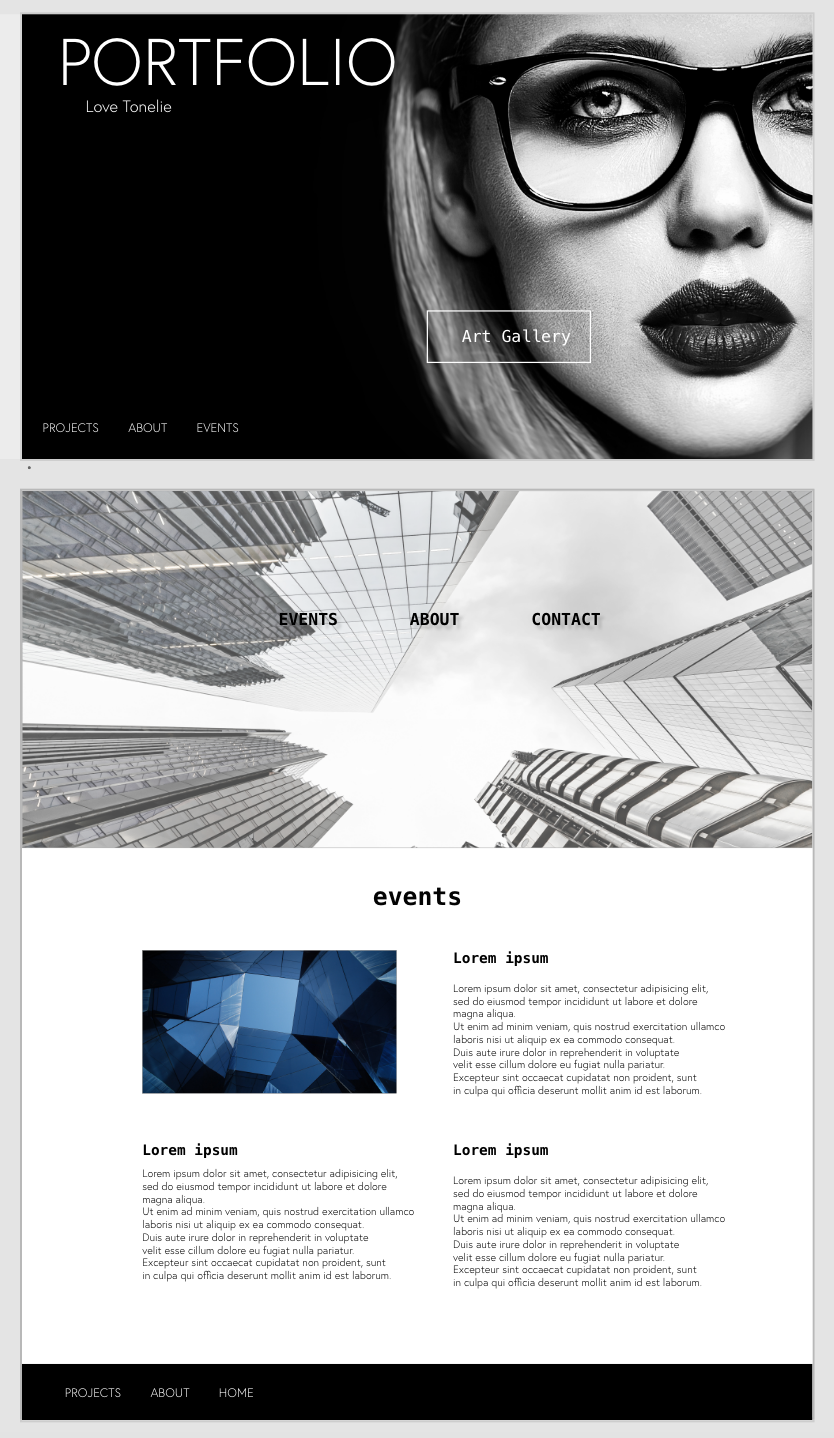 PORTFOLIO
Love Tonelie
Art Gallery
PROJECTS ABOUT EVENTS
EVENTS ABOUT CONTACT
events
Lorem ipsum
Lorem ipsum dolor sit amet, consectetur adipisicing elit,
sed do eiusmod tempor incididunt ut labore et dolore
magna aliqua.
Ut enim ad minim veniam, quis nostrud exercitation ullamco
laboris nisi ut aliquip ex ea commodo consequat.
Duis aute irure dolor in reprehenderit in voluptate
velit esse cillum dolore eu fugiat nulla pariatur.
Excepteur sint occaecat cupidatat non proident, sunt
in culpa qui officia deserunt mollit anim id est laborum.
Lorem ipsum
Lorem ipsum dolor sit amet, consectetur adipisicing elit,
sed do eiusmod tempor incididunt ut labore et dolore
magna aliqua.
Ut enim ad minim veniam, quis nostrud exercitation ullamco
laboris nisi ut aliquip ex ea commodo consequat.
Duis aute irure dolor in reprehenderit in voluptate
velit esse cillum dolore eu fugiat nulla pariatur.
Excepteur sint occaecat cupidatat non proident, sunt
in culpa qui officia deserunt mollit anim id est laborum.
Lorem ipsum
Lorem ipsum dolor sit amet, consectetur adipisicing elit,
sed do eiusmod tempor incididunt ut labore et dolore
magna aliqua.
Ut enim ad minim veniam, quis nostrud exercitation ullamco
laboris nisi ut aliquip ex ea commodo consequat.
Duis aute irure dolor in reprehenderit in voluptate
velit esse cillum dolore eu fugiat nulla pariatur.
Excepteur sint occaecat cupidatat non proident, sunt
in culpa qui officia deserunt mollit anim id est laborum.
PROJECTS ABOUT HOME